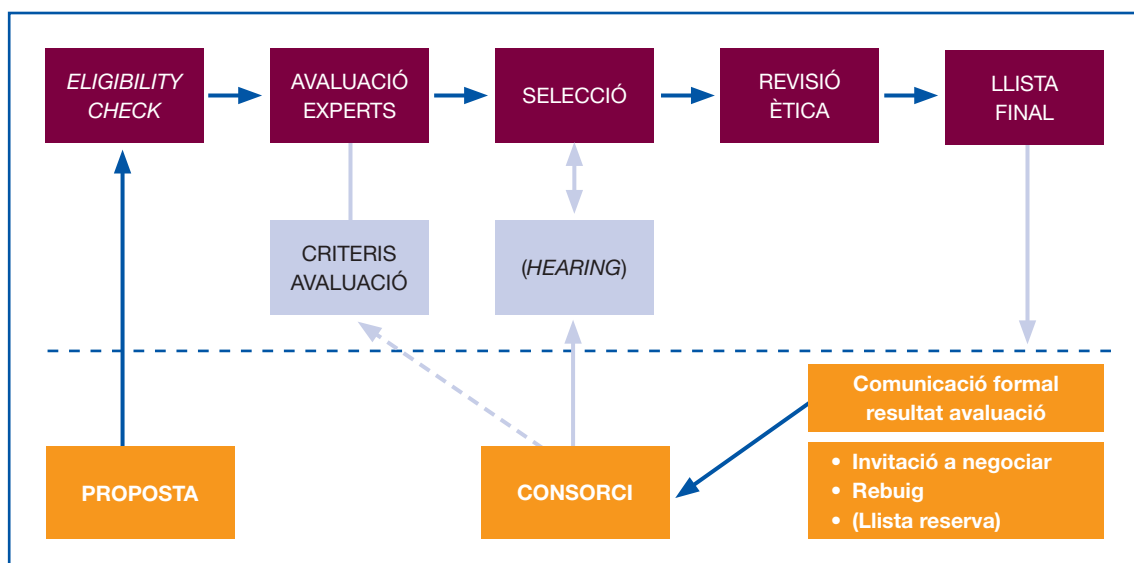 ELIGIBILITY
CHECK
AVALUACIÓ
EXPERTS
SELECCIÓ
REVISIÓ
ÈTICA
LLISTA
FINAL
CRITERIS
AVALUACIÓ
(HEARING)
Comunicació formal
resultat avaluació
PROPOSTA
CONSORCI
• Invitació a negociar
• Rebuig
• (Llista reserva)